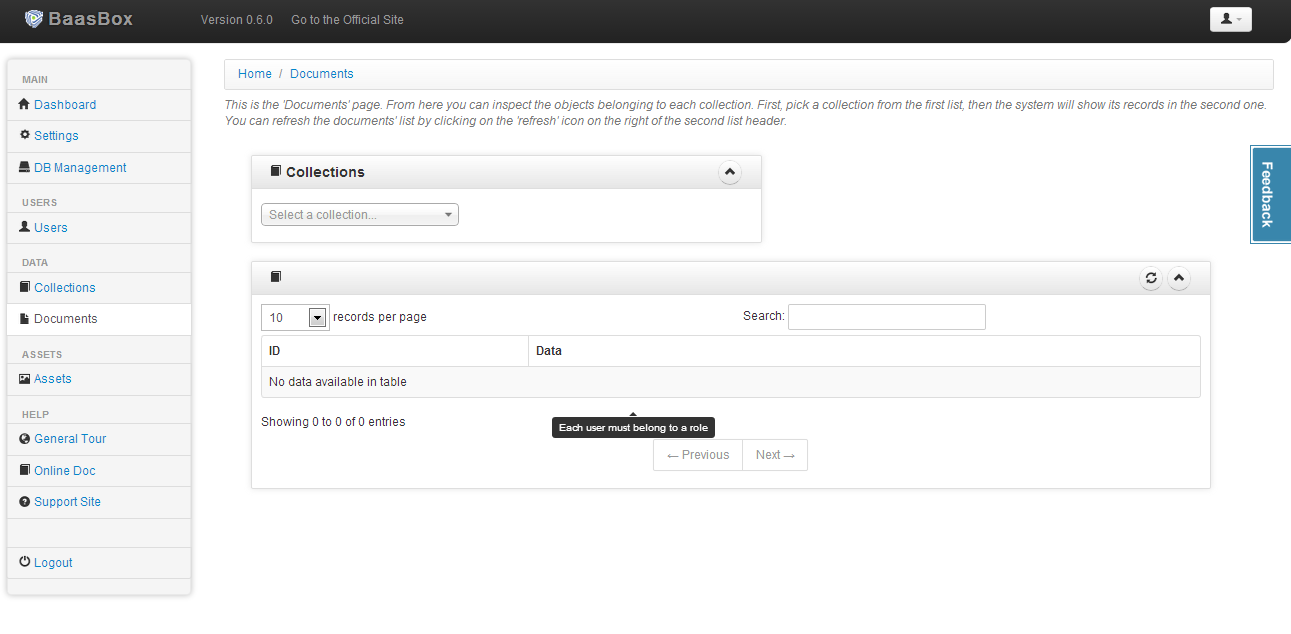 BaasBox
Version 0.6.0 Go to the Official Site
MAIN
Dashboard
Settings
DB Management
USERS
Users
DATA
Collections
Documents
ASSETS
Assets
HELP
General Tour
Online Doc
Support Site
Logout
Home / Documents
This is the 'Documents' page. From here you can inspect the objects belonging to each collection. First, pick a collection from the first list, then the system will show its records in the second one.
You can refresh the documents' list by clicking on the 'refresh' icon on the right of the second list header.
Collections
Select a collection...
10 records per page Search:
ID Data
No data available in table
Showing 0 to 0 of 0 entries
Each user must belong to a role
← Previous Next →
Feedback